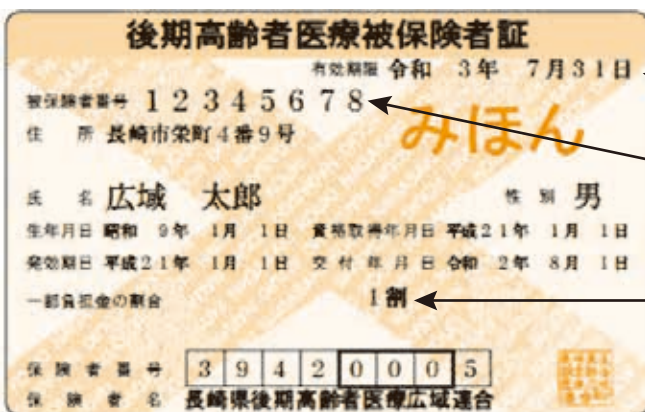 後期高齢者医療被保険者証
有効期限 令和 3年 7月31日
被保険者番号 12345678
みほん
住所 長崎市栄町4番9号
氏名 広域 太郎 性別 男
生年月日 昭和 9年 1月 1日 資格取得年月日 平成21年 1月 1日
発効期日 平成21年 1月 1日 交付年月日 令和 2年 8月 1日
一部負担金の割合 1割
保険者番号 39420005
保険者名 長崎県後期高齢者医療広域連合